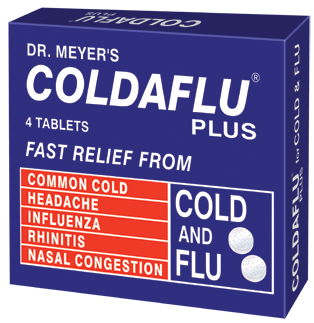 DR. MEYER'S
COLDAFLU®
PLUS
4 TABLETS
FAST RELIEF FROM
COMMON COLD
HEADACHE
INFLUENZA
RHINITIS
NASAL CONGESTION
COLD
AND
FLU
COLDAFLU® for COLD & FLU
PLUS